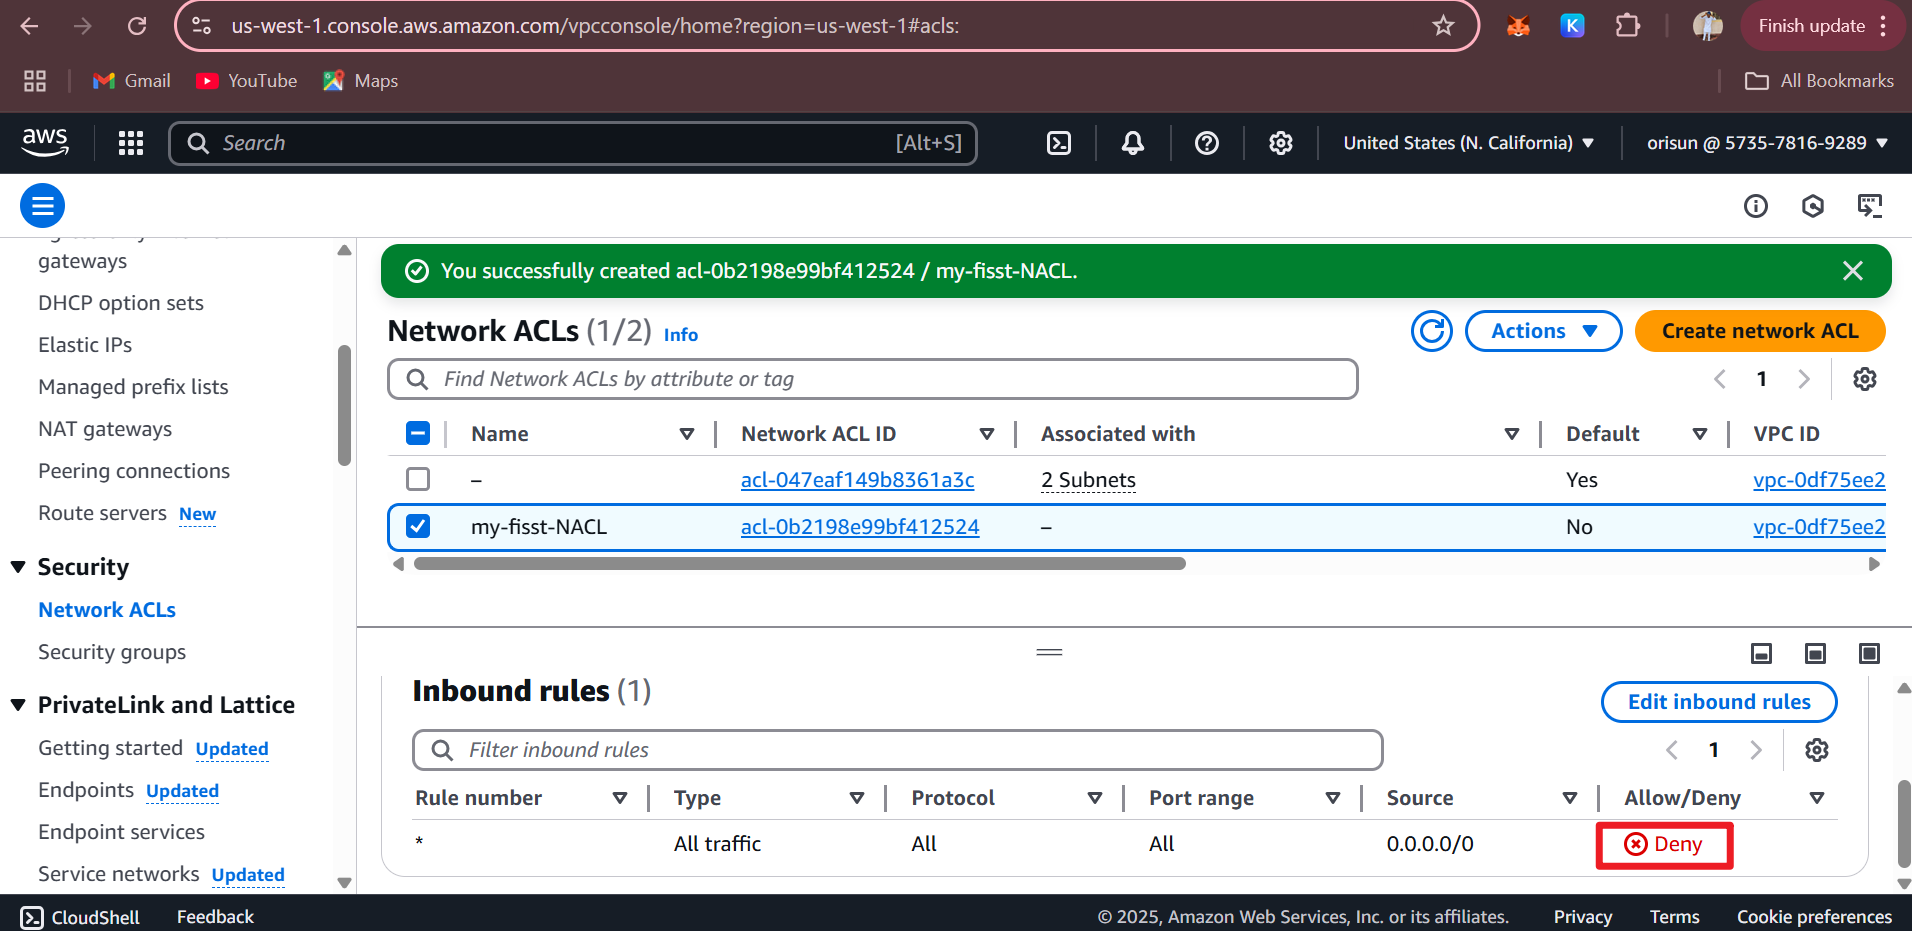 us-west-1.console.aws.amazon.com/vpcconsole/home?region=us-west-1#acls:
K
Finish update
Gmail
YouTube
Maps
All Bookmarks
aws
Search
[Alt+S]
United States (N. California)
orisun @ 5735-7816-9289
gateways
DHCP option sets
Elastic IPs
Managed prefix lists
NAT gateways
Peering connections
Route servers New
Security
Network ACLs
Security groups
PrivateLink and Lattice
Getting started Updated
Endpoints Updated
Endpoint services
Service networks Updated
You successfully created acl-0b2198e99bf412524 / my-fisst-NACL.
Network ACLs (1/2) Info
Actions
Create network ACL
Find Network ACLs by attribute or tag
1
Name Network ACL ID Associated with Default VPC ID
– acl-047eaf149b8361a3c 2 Subnets Yes vpc-0df75ee2
my-fisst-NACL acl-0b2198e99bf412524 – No vpc-0df75ee2
Inbound rules (1)
Edit inbound rules
Filter inbound rules
1
Rule number Type Protocol Port range Source Allow/Deny
* All traffic All All 0.0.0.0/0 Deny
CloudShell
Feedback
© 2025, Amazon Web Services, Inc. or its affiliates.
Privacy
Terms
Cookie preferences